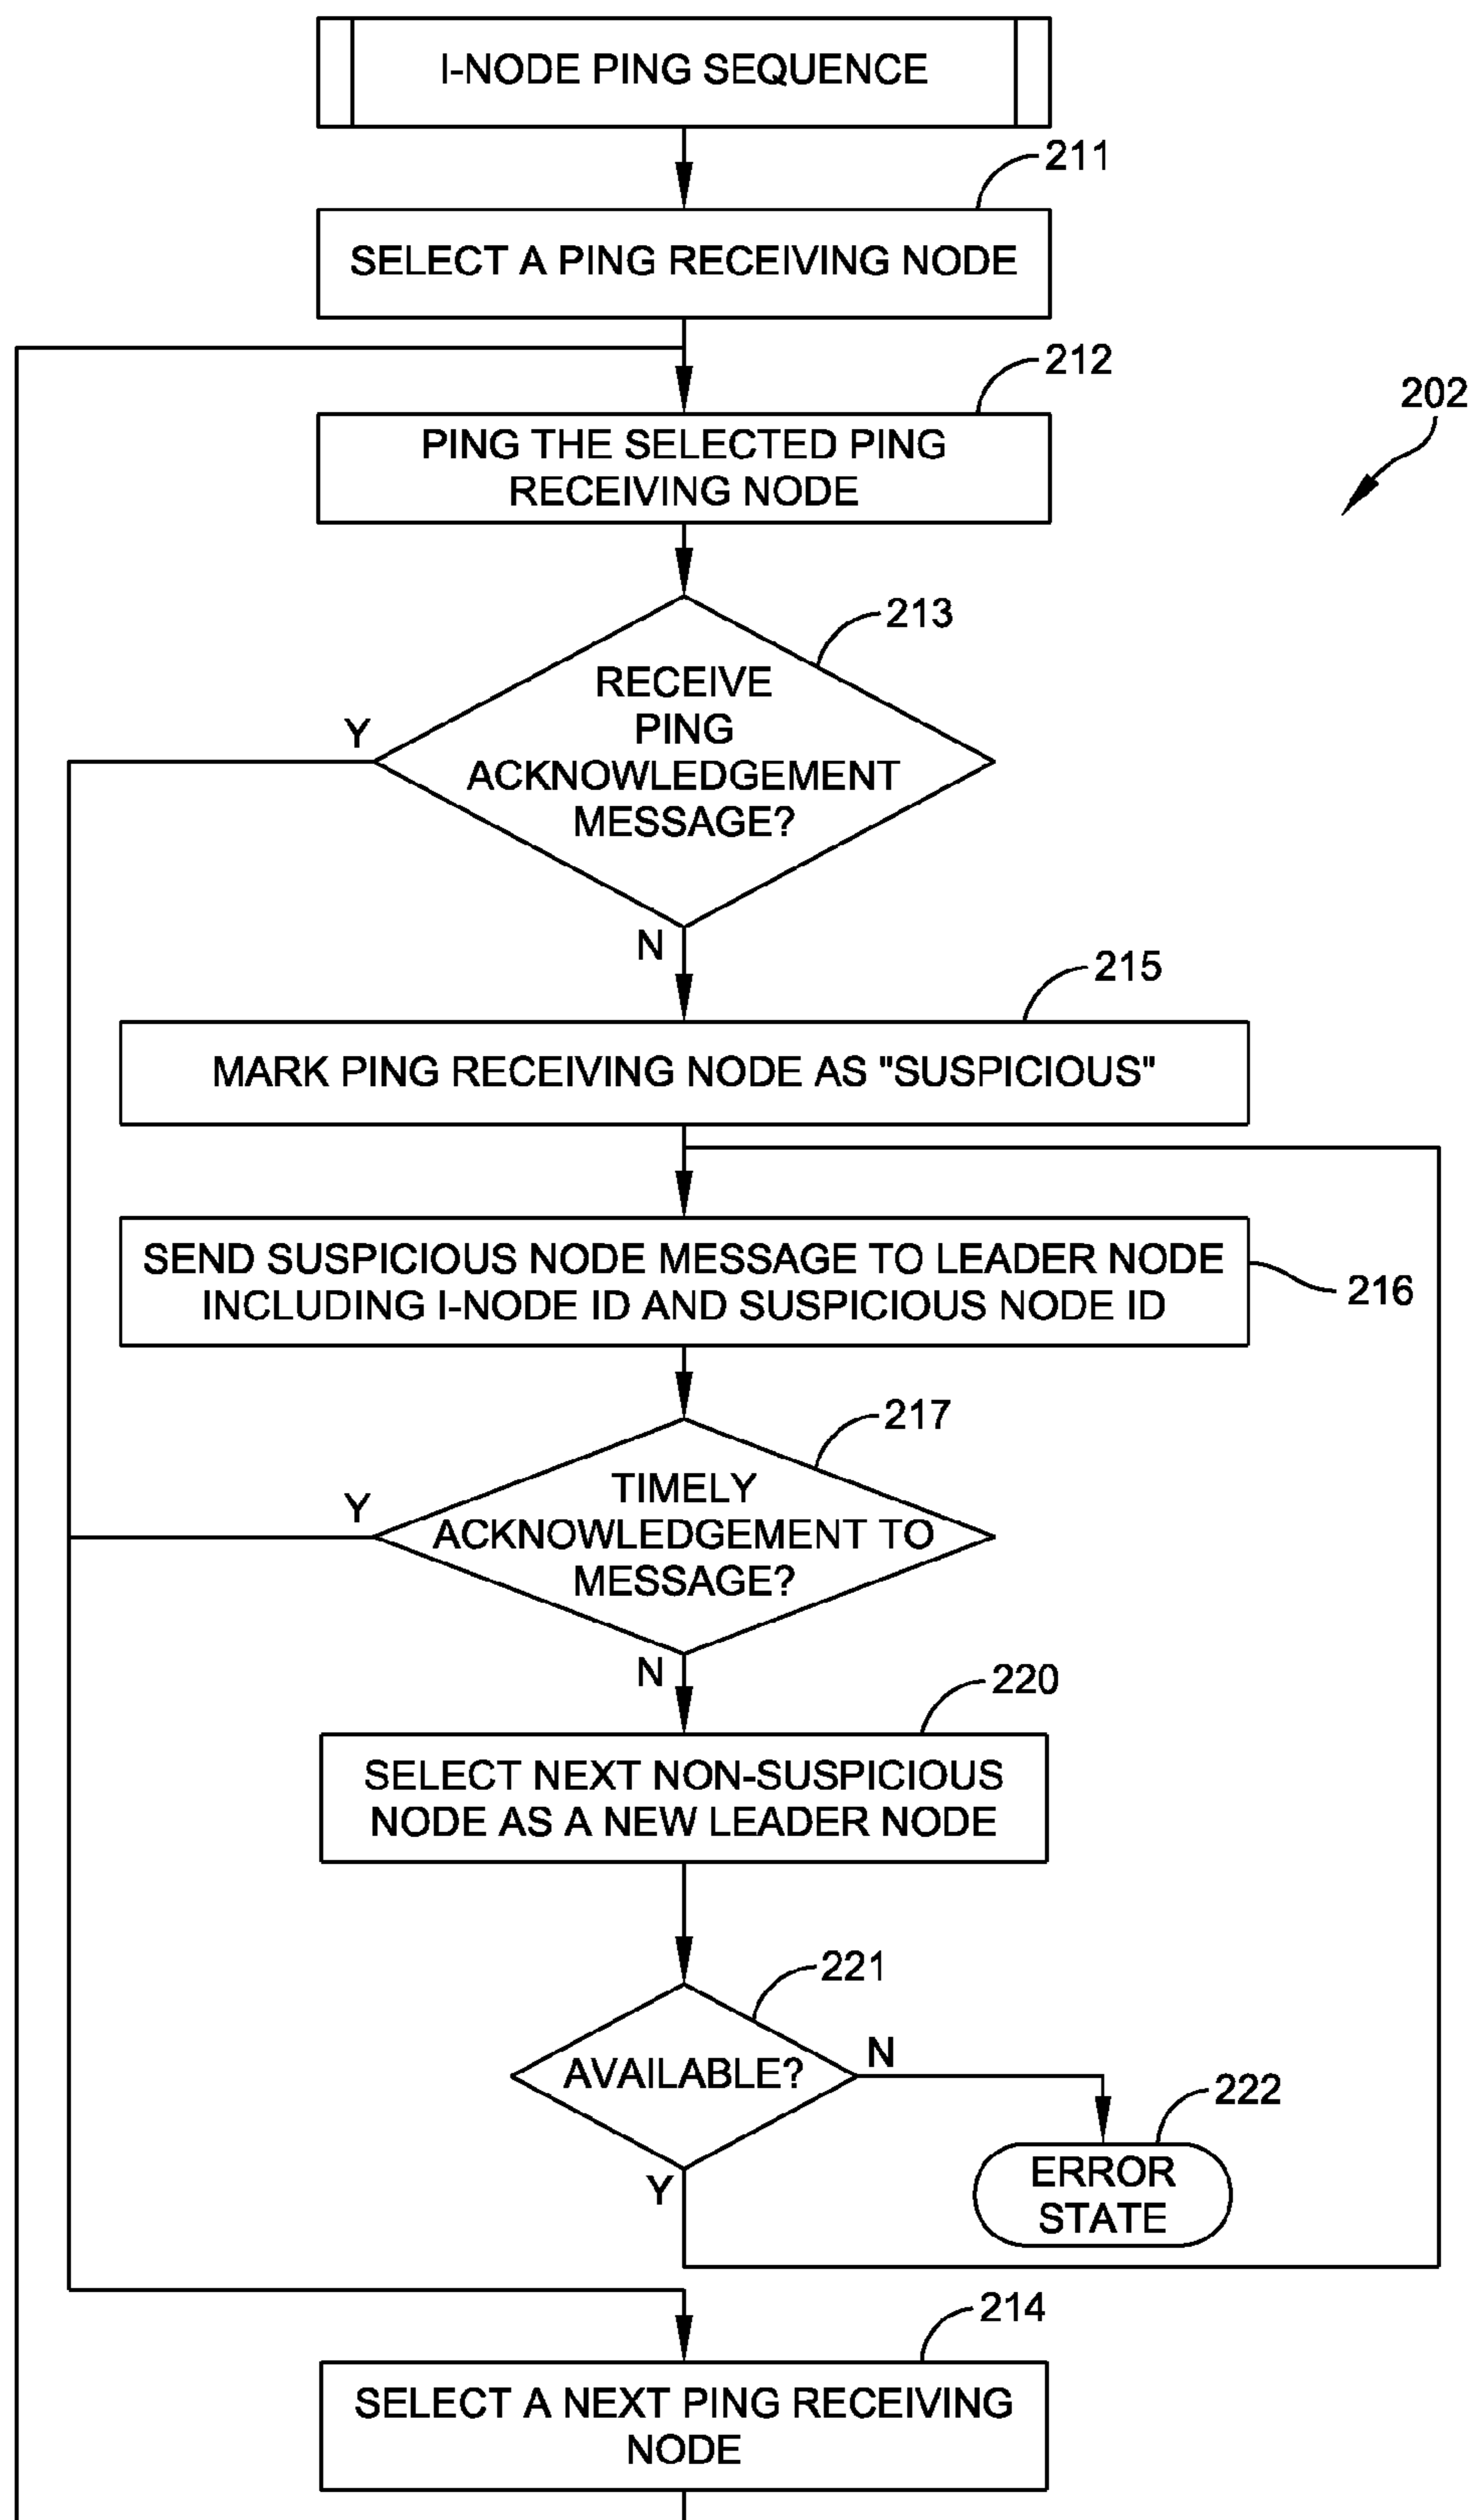 I-NODE PING SEQUENCE
211
SELECT A PING RECEIVING NODE
212
202
PING THE SELECTED PING
RECEIVING NODE
213
RECEIVE
PING
ACKNOWLEDGEMENT
MESSAGE?
Y
N
215
MARK PING RECEIVING NODE AS "SUSPICIOUS"
SEND SUSPICIOUS NODE MESSAGE TO LEADER NODE
INCLUDING I-NODE ID AND SUSPICIOUS NODE ID
216
217
TIMELY
ACKNOWLEDGEMENT TO
MESSAGE?
Y
N
220
SELECT NEXT NON-SUSPICIOUS
NODE AS A NEW LEADER NODE
221
AVAILABLE?
N
222
ERROR
STATE
Y
214
SELECT A NEXT PING RECEIVING
NODE